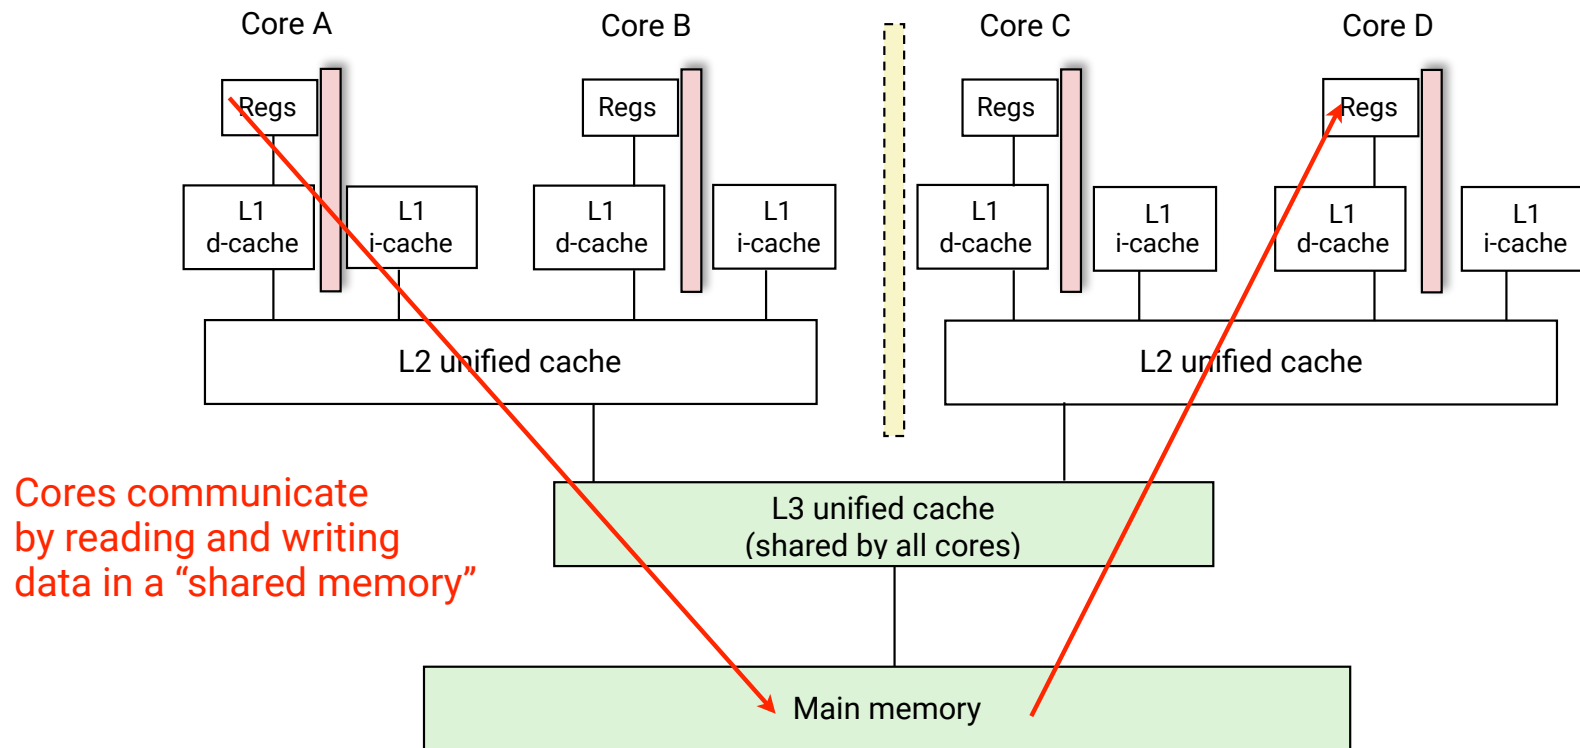 Core A
Core B
Core C
Core D
Regs
Regs
Regs
Regs
L1
d-cache
L1
i-cache
L1
d-cache
L1
i-cache
L1
d-cache
L1
i-cache
L1
d-cache
L1
i-cache
L2 unified cache
L2 unified cache
Cores communicate
by reading and writing
data in a “shared memory”
L3 unified cache
(shared by all cores)
Main memory